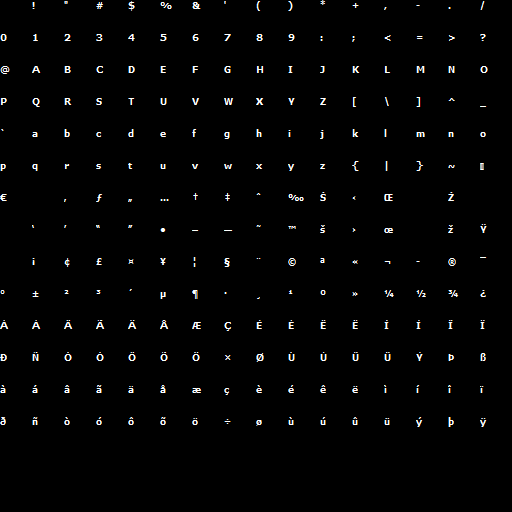 ! " # $ % & ' ( ) * + , - . /
0 1 2 3 4 5 6 7 8 9 : ; < = > ?
@ A B C D E F G H I J K L M N O
P Q R S T U V W X Y Z [ \ ] ^ _
` a b c d e f g h i j k l m n o
p q r s t u v w x y z { | } ~ ▯
€ ‚ ƒ „ … † ‡ ˆ ‰ Š ‹ Œ Ž
‘ ’ “ ” • – — ˜ ™ š › œ ž Ÿ
¡ ¢ £ ¤ ¥ ¦ § ¨ © ª « ¬ - ® ¯
° ± ² ³ ´ µ ¶ · ¸ ¹ º » ¼ ½ ¾ ¿
À Á Â Ã Ä Å Æ Ç È É Ê Ë Ì Í Î Ï
Ð Ñ Ò Ó Ô Õ Ö × Ø Ù Ú Û Ü Ý Þ ß
à á â ã ä å æ ç è é ê ë ì í î ï
ð ñ ò ó ô õ ö ÷ ø ù ú û ü ý þ ÿ